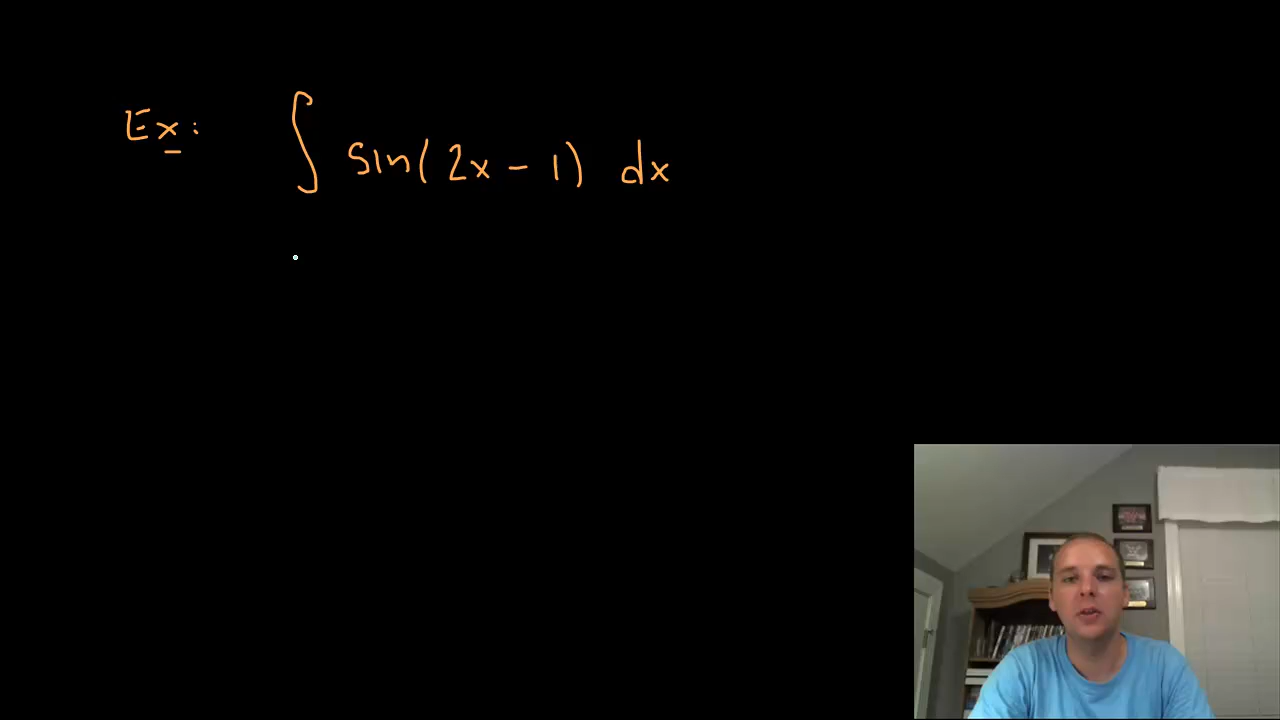 Ex: ∫ sin(2x - 1) dx